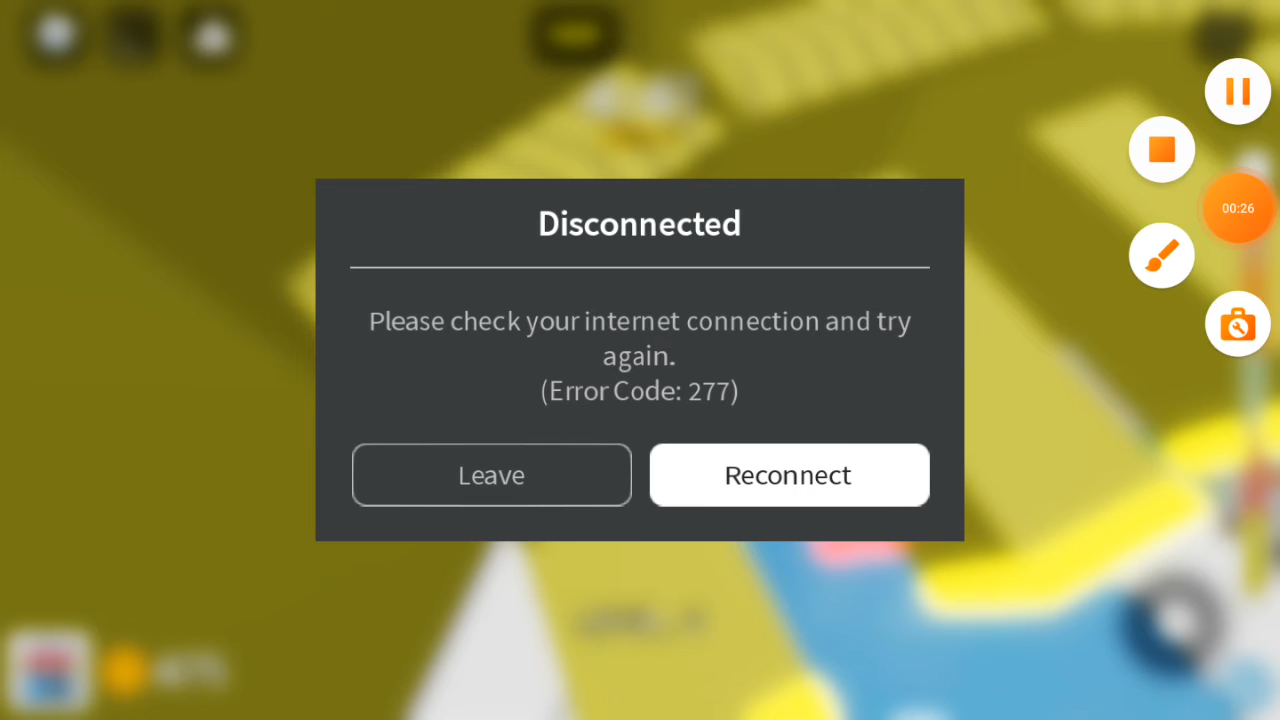 Disconnected
00:26
Please check your internet connection and try
again.
(Error Code: 277)
Leave
Reconnect